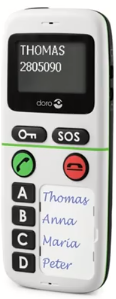 THOMAS
2805090
doro
SOS
A Thomas
B Anna
C Maria
D Peter